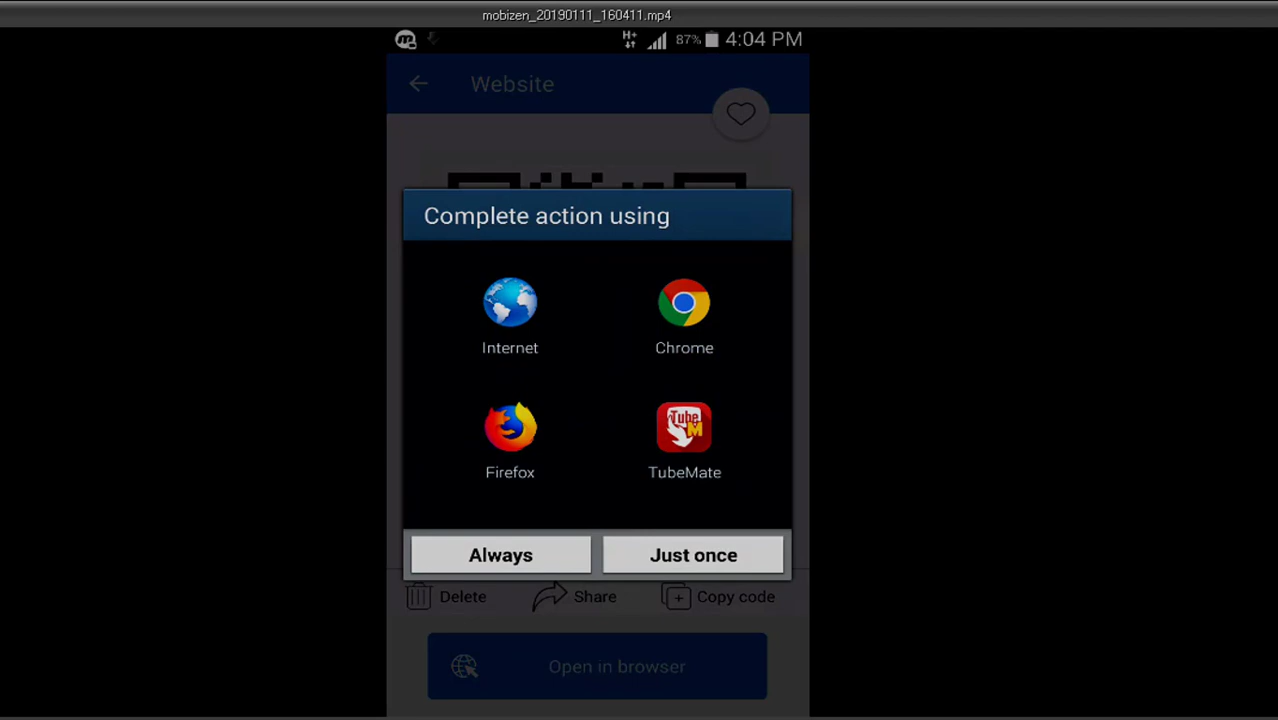 mobizen_20190111_160411.mp4
H+ 87% 4:04 PM
Website
Complete action using
Internet Chrome
Tube M
Firefox TubeMate
Always Just once
Delete Share Copy code
Open in browser